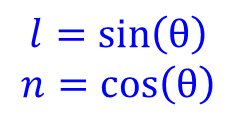 l = sin(θ)
n = cos(θ)